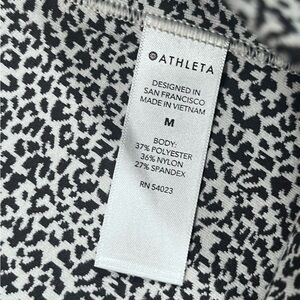 ATHLETA
DESIGNED IN
SAN FRANCISCO
MADE IN VIETNAM
M
BODY:
37% POLYESTER
36% NYLON
27% SPANDEX
RN 54023